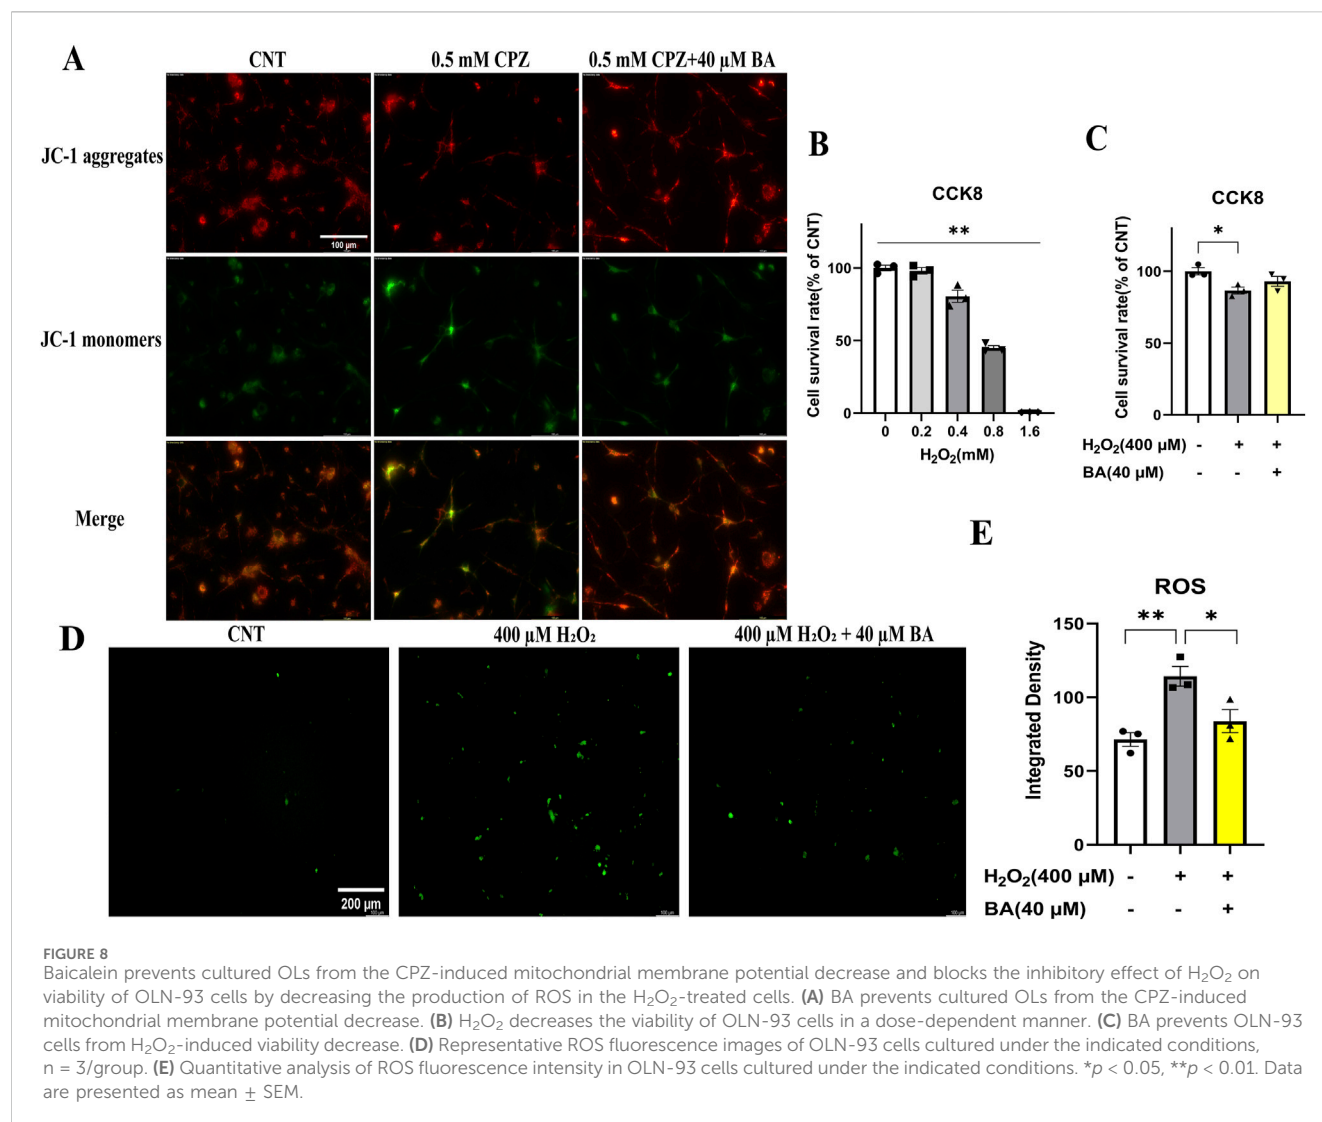 A
CNT
0.5 mM CPZ
0.5 mM CPZ+40 µM BA
JC-1 aggregates
100 µm
JC-1 monomers
Merge
B
CCK8
**
Cell survival rate(% of CNT)
100
50
0
0 0.2 0.4 0.8 1.6
H₂O₂(mM)
C
CCK8
*
Cell survival rate(% of CNT)
100
50
0
H₂O₂(400 µM) - + +
BA(40 µM) - - +
D
CNT
400 µM H₂O₂
400 µM H₂O₂ + 40 µM BA
200 µm
100 µm
100 µm
100 µm
E
ROS
** *
Integrated Density
150
100
50
0
H₂O₂(400 µM) - + +
BA(40 µM) - - +
FIGURE 8
Baicalein prevents cultured OLs from the CPZ-induced mitochondrial membrane potential decrease and blocks the inhibitory effect of H₂O₂ on
viability of OLN-93 cells by decreasing the production of ROS in the H₂O₂-treated cells. (A) BA prevents cultured OLs from the CPZ-induced
mitochondrial membrane potential decrease. (B) H₂O₂ decreases the viability of OLN-93 cells in a dose-dependent manner. (C) BA prevents OLN-93
cells from H₂O₂-induced viability decrease. (D) Representative ROS fluorescence images of OLN-93 cells cultured under the indicated conditions,
n = 3/group. (E) Quantitative analysis of ROS fluorescence intensity in OLN-93 cells cultured under the indicated conditions. *p < 0.05, **p < 0.01. Data
are presented as mean ± SEM.